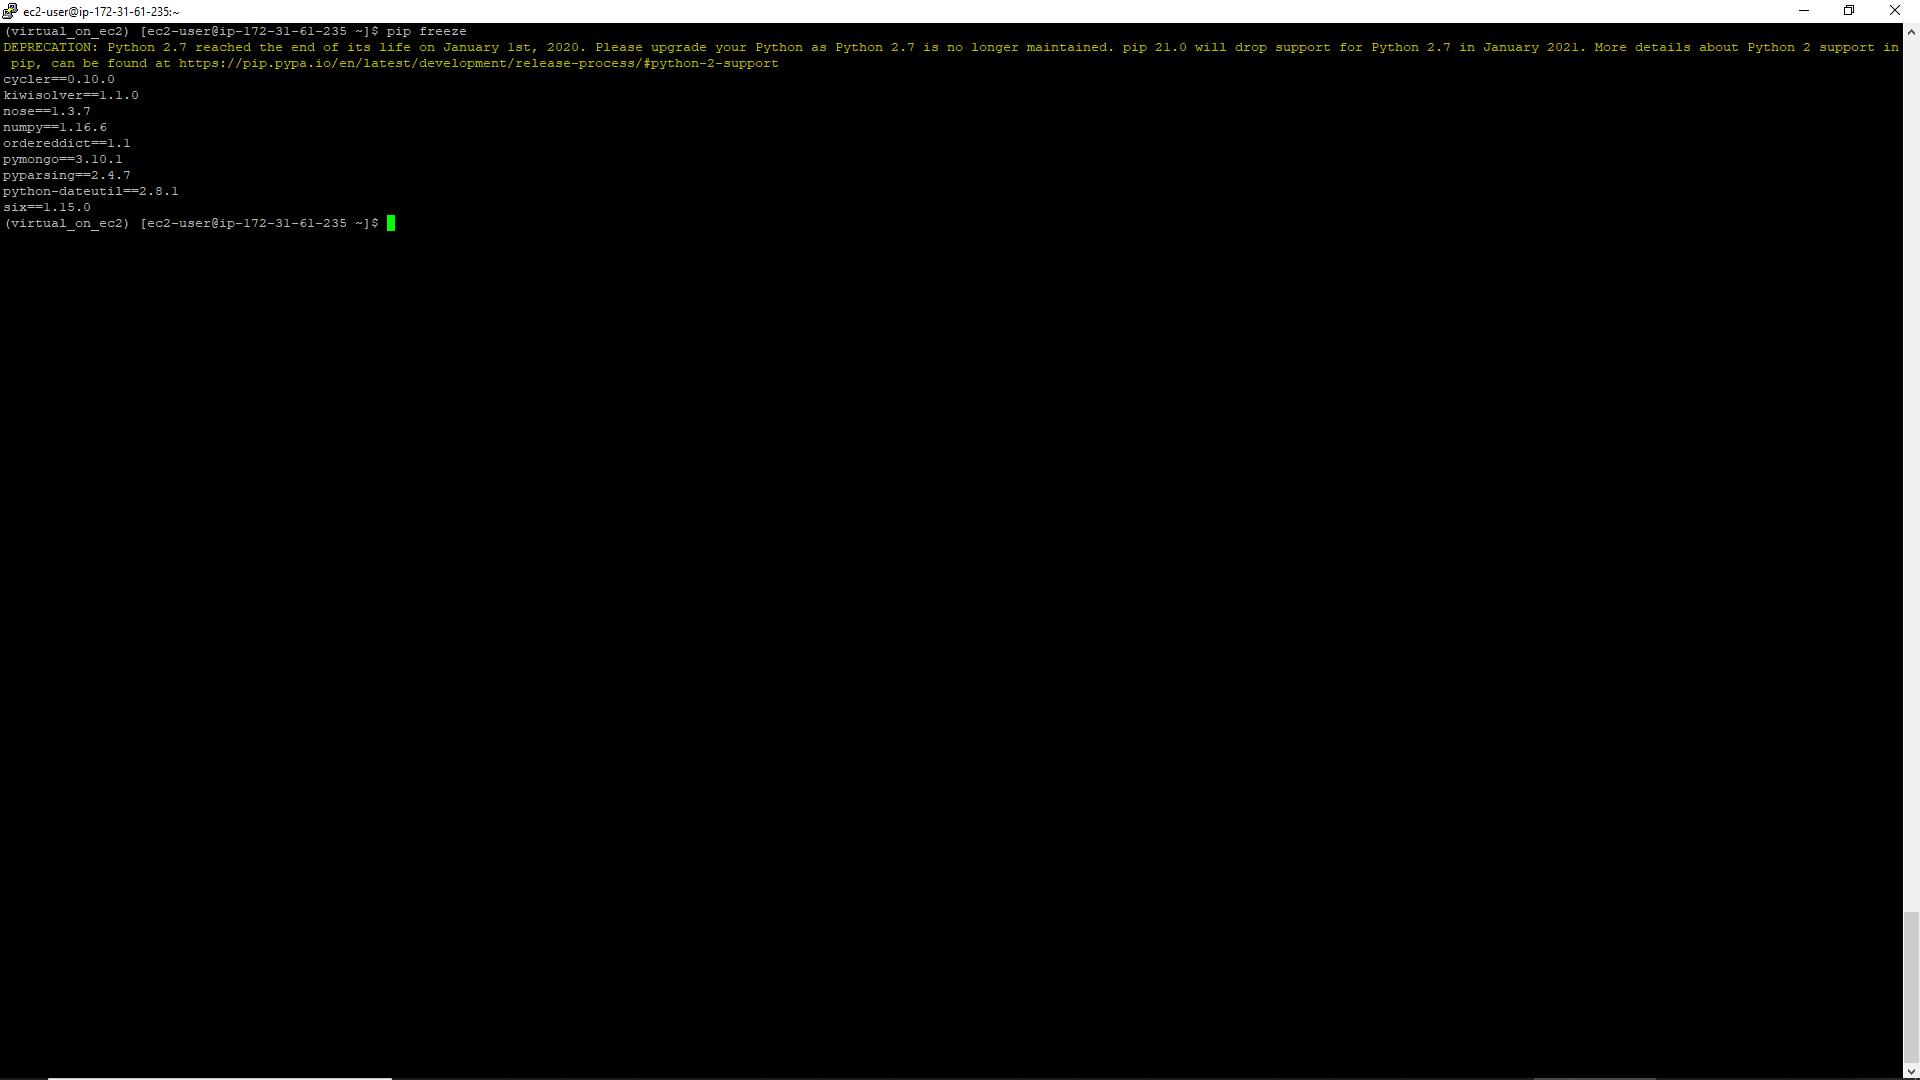 ec2-user@ip-172-31-61-235:~
(virtual_on_ec2) [ec2-user@ip-172-31-61-235 ~]$ pip freeze
DEPRECATION: Python 2.7 reached the end of its life on January 1st, 2020. Please upgrade your Python as Python 2.7 is no longer maintained. pip 21.0 will drop support for Python 2.7 in January 2021. More details about Python 2 support in
pip, can be found at https://pip.pypa.io/en/latest/development/release-process/#python-2-support
cycler==0.10.0
kiwisolver==1.1.0
nose==1.3.7
numpy==1.16.6
ordereddict==1.1
pymongo==3.10.1
pyparsing==2.4.7
python-dateutil==2.8.1
six==1.15.0
(virtual_on_ec2) [ec2-user@ip-172-31-61-235 ~]$